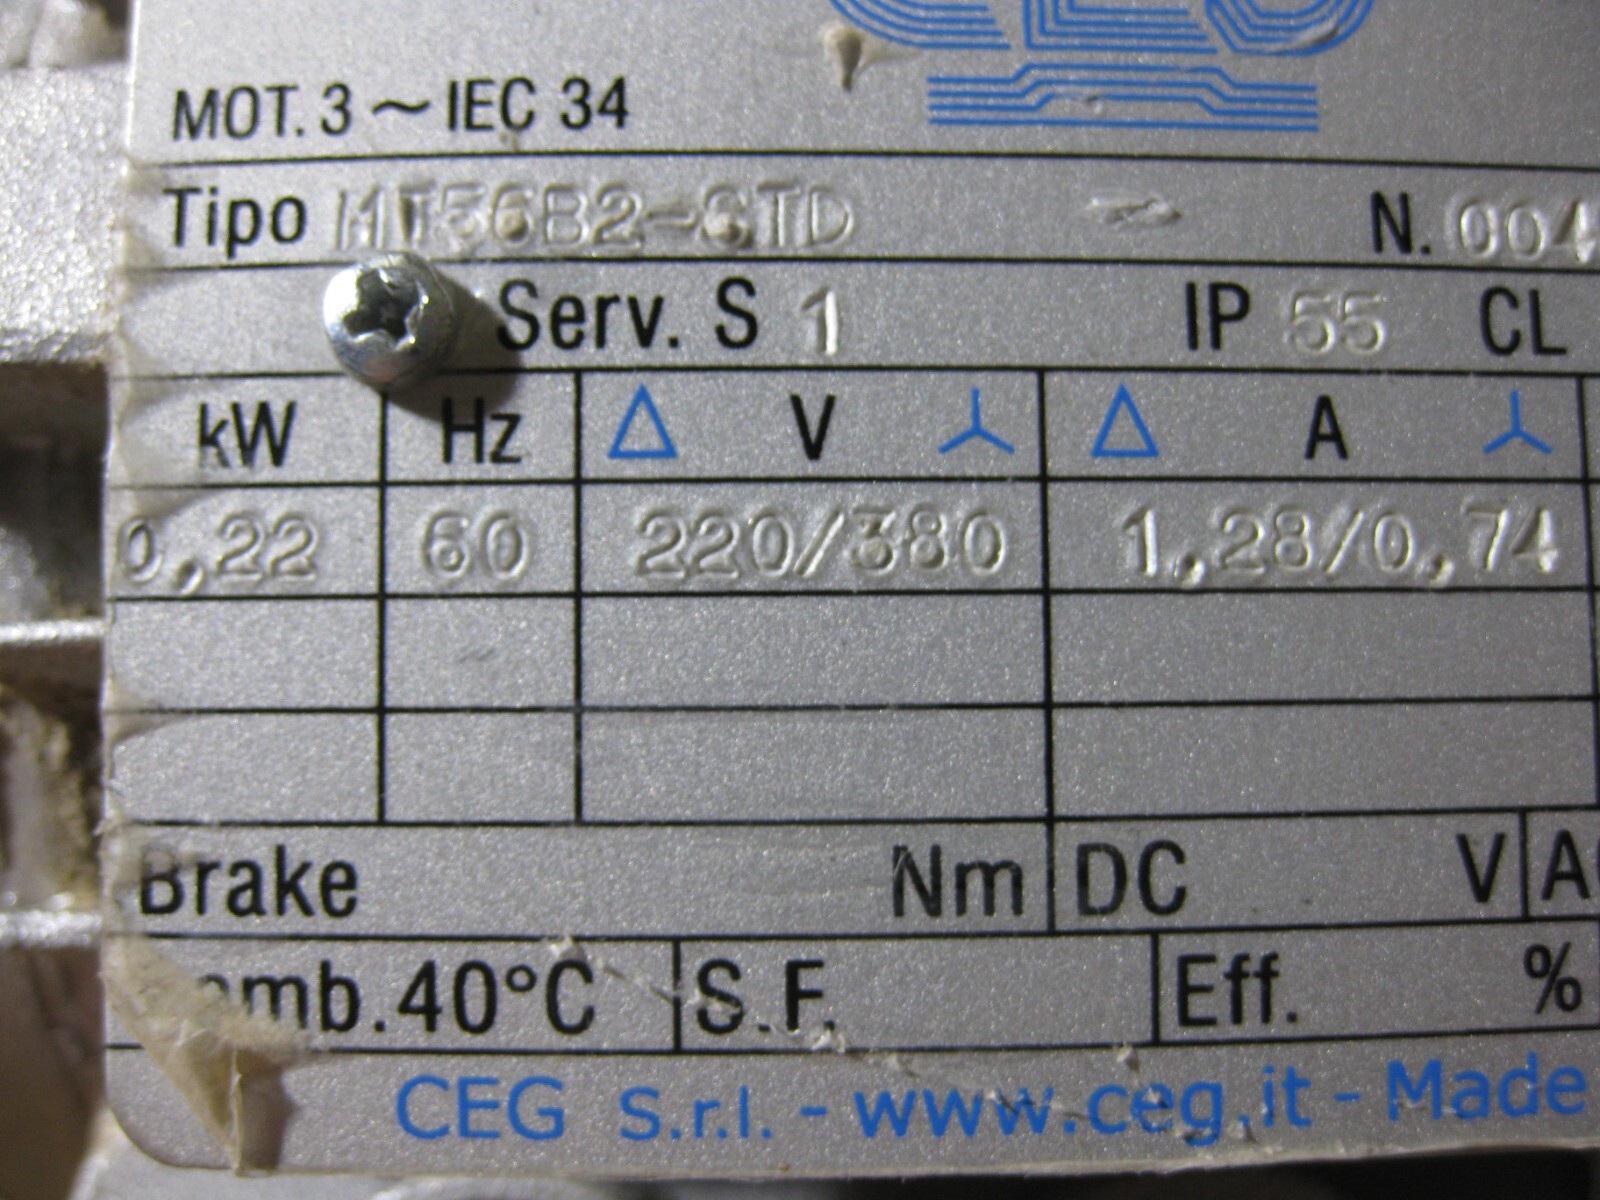 MOT. 3 ~ IEC 34
Tipo MT56B2-STD N. 004
Serv. S 1 IP 55 CL
kW Hz Δ V A Δ
0,22 60 220/380 1,28/0,74
Brake Nm DC V
amb. 40°C S.F. Eff. %
CEG S.r.l. - www.ceg.it - Made